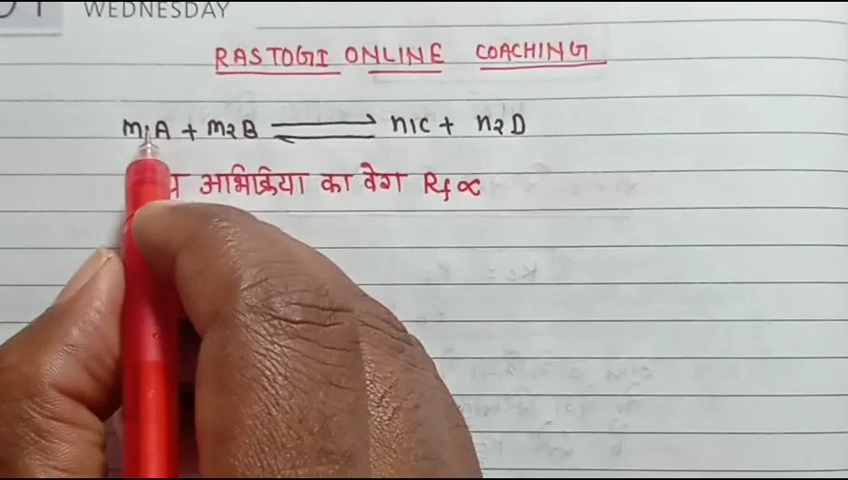 WEDNESDAY
RASTOGI ONLINE COACHING
m1A + m2B ⇌ n1C + n2D
अभिक्रिया का वेग Rf ∝